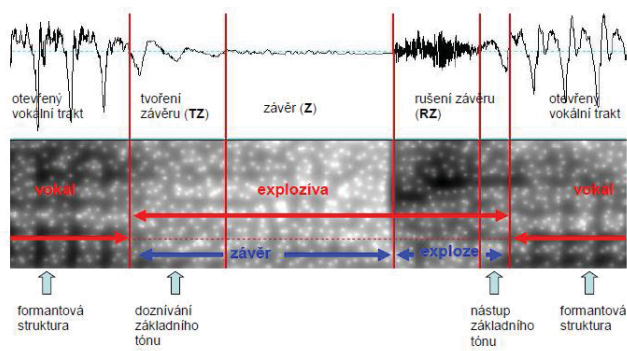 otevřený
vokální trakt
tvoření
závěru (TZ)
závěr (Z)
rušení závěru
(RZ)
otevřený
vokální trakt
vokál
explozíva
vokál
závěr
exploze
formantová
struktura
doznívání
základního
tónu
nástup
základního
tónu
formantová
struktura